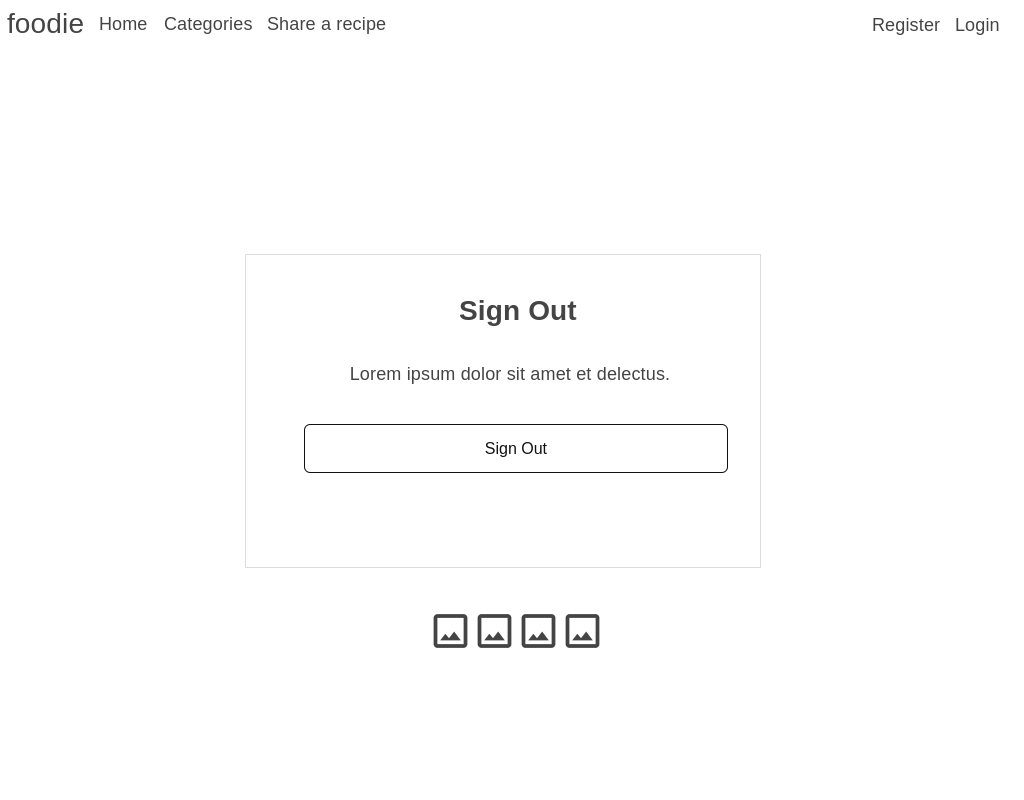 foodie Home Categories Share a recipe Register Login
Sign Out
Lorem ipsum dolor sit amet et delectus.
Sign Out